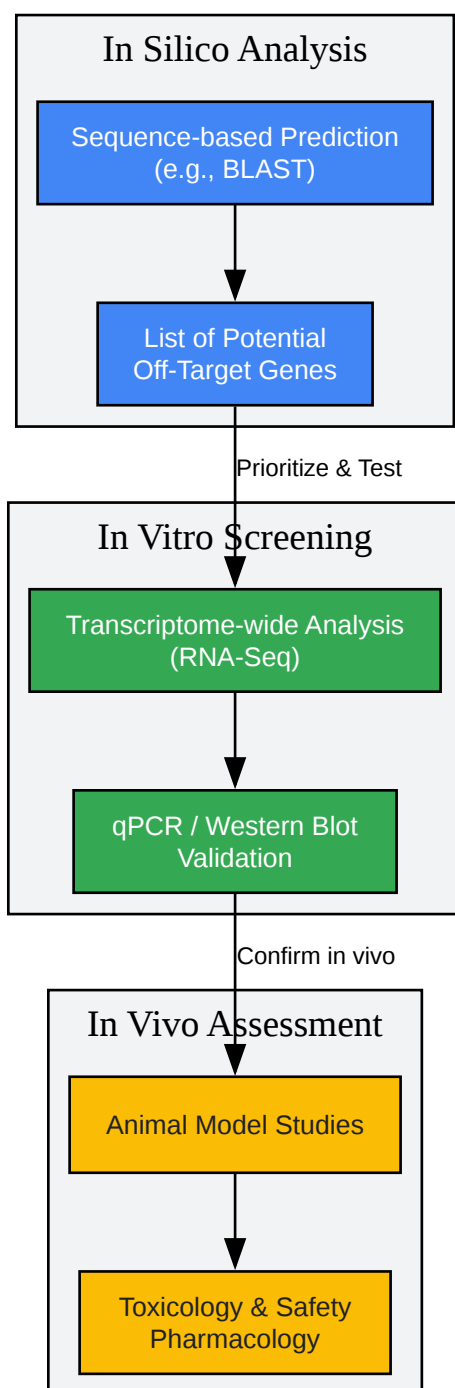 In Silico Analysis
Sequence-based Prediction
(e.g., BLAST)
List of Potential
Off-Target Genes
Prioritize & Test
In Vitro Screening
Transcriptome-wide Analysis
(RNA-Seq)
qPCR / Western Blot
Validation
Confirm in vivo
In Vivo Assessment
Animal Model Studies
Toxicology & Safety
Pharmacology